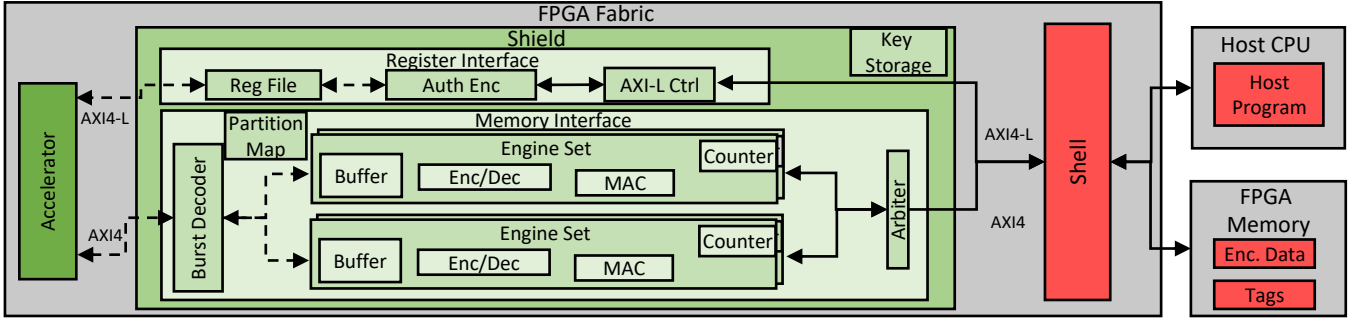 FPGA Fabric
Shield
Key
Storage
Register Interface
Reg File
Auth Enc
AXI-L Ctrl
AXI4-L
AXI4
Accelerator
Memory Interface
Partition
Map
Burst Decoder
Engine Set
Counter
Buffer
Enc/Dec
MAC
Engine Set
Counter
Buffer
Enc/Dec
MAC
Arbiter
AXI4-L
AXI4
Shell
Host CPU
Host
Program
FPGA
Memory
Enc. Data
Tags